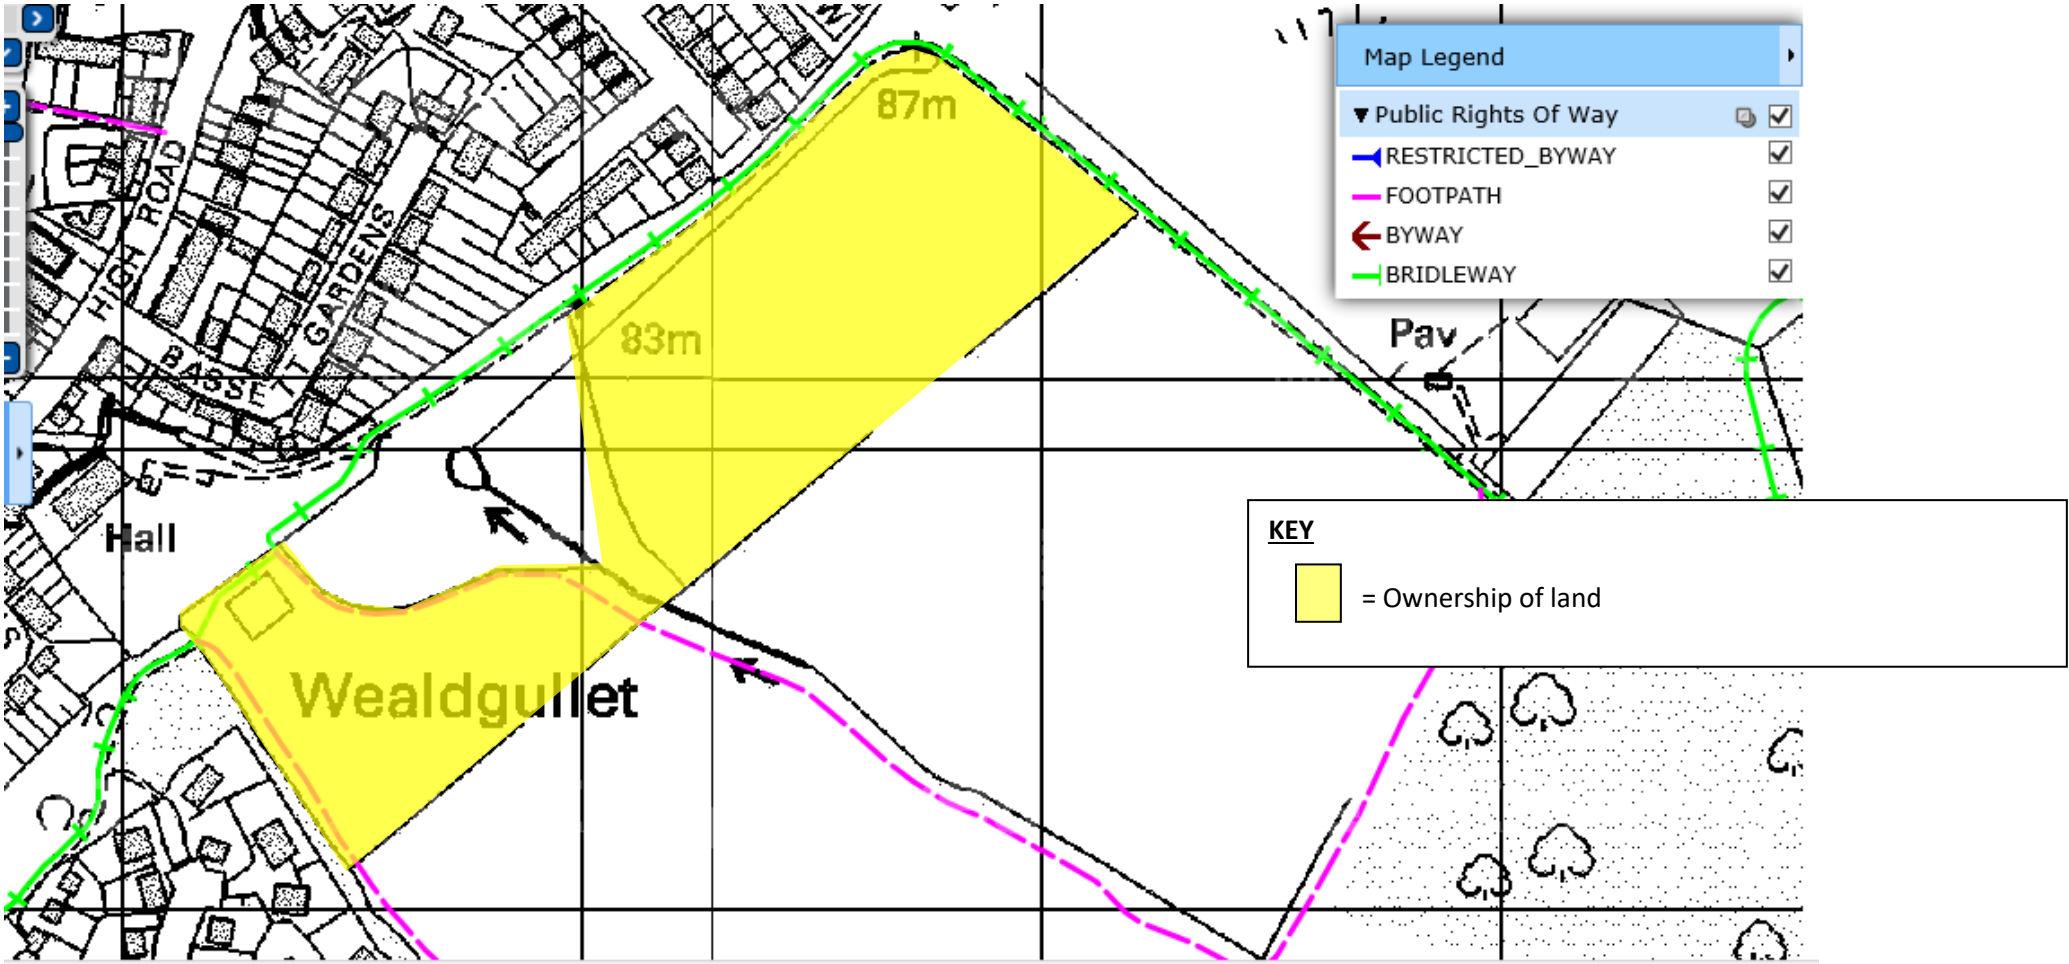 Map Legend
Public Rights Of Way
RESTRICTED_BYWAY
FOOTPATH
BYWAY
BRIDLEWAY
87m
HIGH ROAD
BASSETT GARDENS
83m
Pav
Hall
KEY
= Ownership of land
Wealdgullet